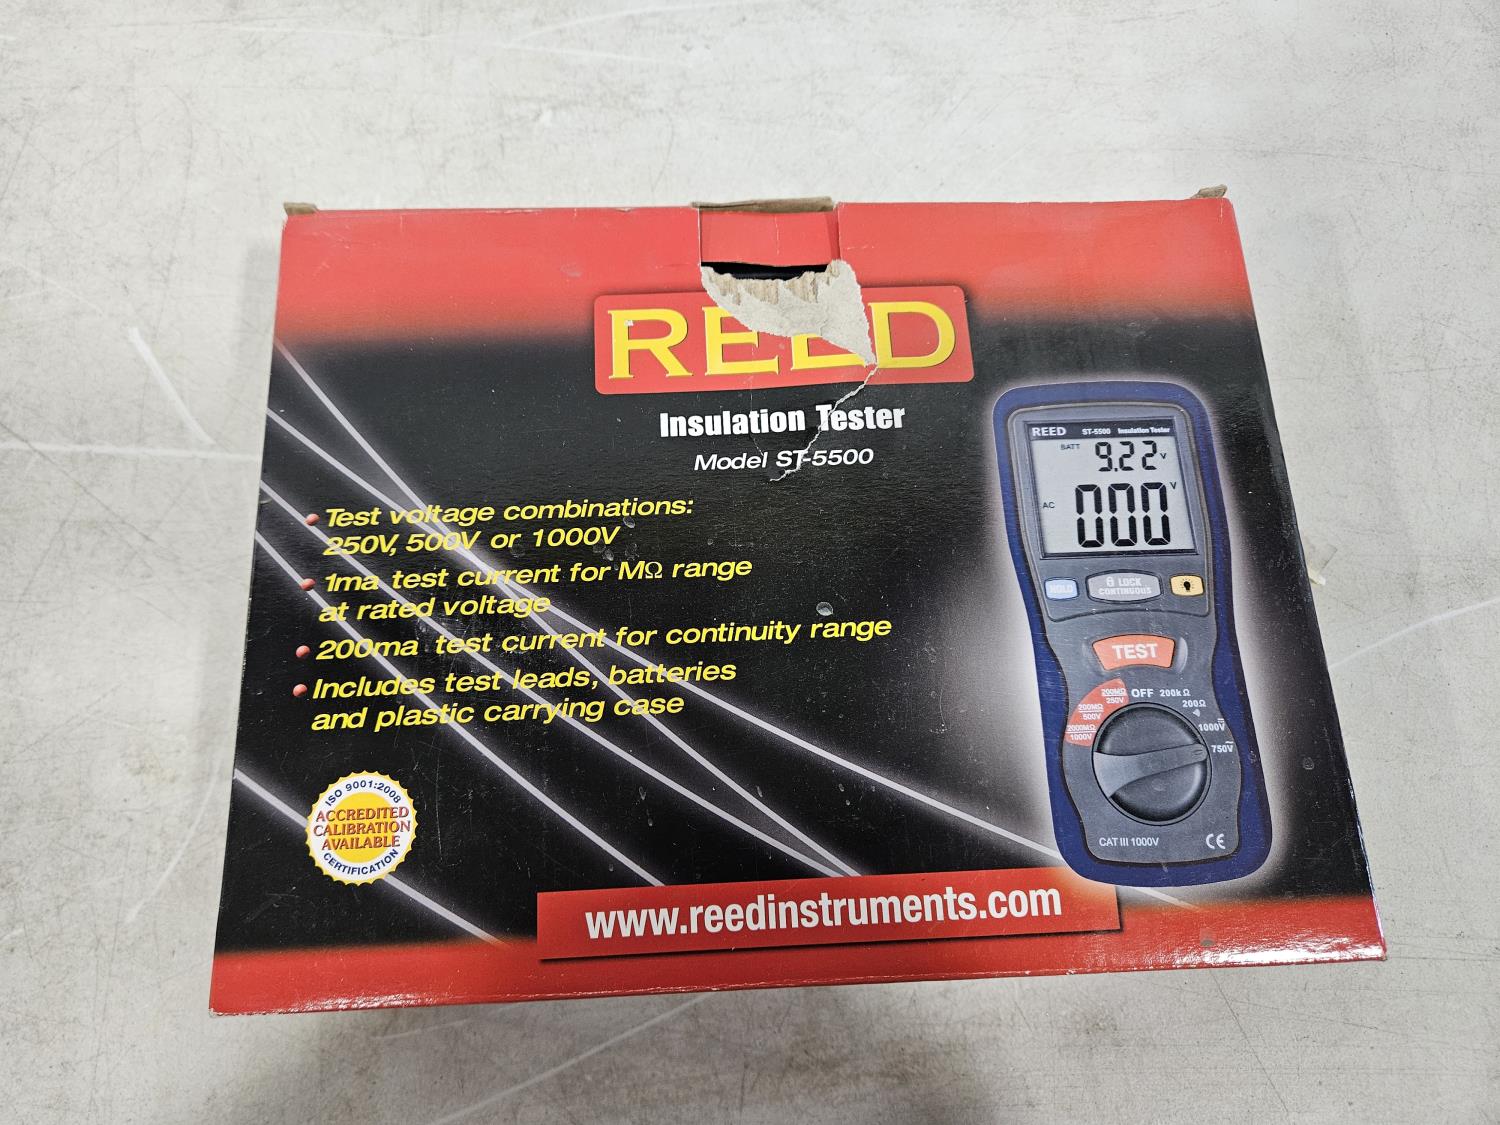 REED
Insulation Tester
Model ST-5500
Test voltage combinations:
250V, 500V or 1000V
1ma test current for MΩ range
at rated voltage
200ma test current for continuity range
Includes test leads, batteries
and plastic carrying case
ISO 9001:2008
ACCREDITED
CALIBRATION
AVAILABLE
CERTIFICATION
www.reedinstruments.com
REED ST-5500 Insulation Tester
BATT 9.22 V
AC 000 V
HOLD
LOCK
CONTINUOUS
TEST
200MΩ
250V
200MΩ
500V
2000MΩ
1000V
OFF
200kΩ
200Ω
1000V
750V
CAT III 1000V
CE